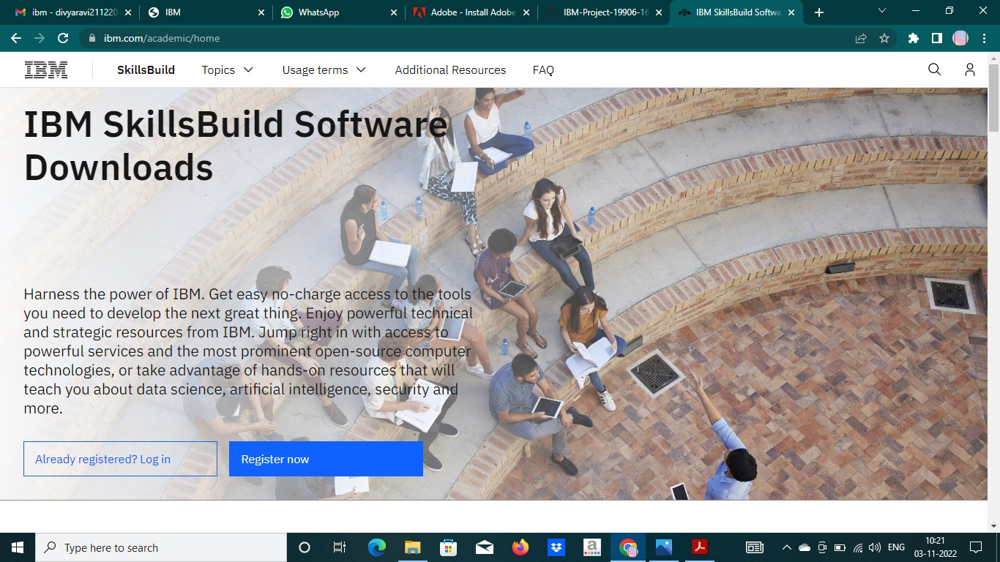 ibm - divyaravi211220
IBM
WhatsApp
Adobe - Install Adobe
IBM-Project-19906-16
IBM SkillsBuild Softwa
ibm.com/academic/home
IBM
SkillsBuild
Topics
Usage terms
Additional Resources
FAQ
IBM SkillsBuild Software
Downloads
Harness the power of IBM. Get easy no-charge access to the tools
you need to develop the next great thing. Enjoy powerful technical
and strategic resources from IBM. Jump right in with access to
powerful services and the most prominent open-source computer
technologies, or take advantage of hands-on resources that will
teach you about data science, artificial intelligence, security and
more.
Already registered? Log in
Register now
Type here to search
a
ENG
10:21
03-11-2022